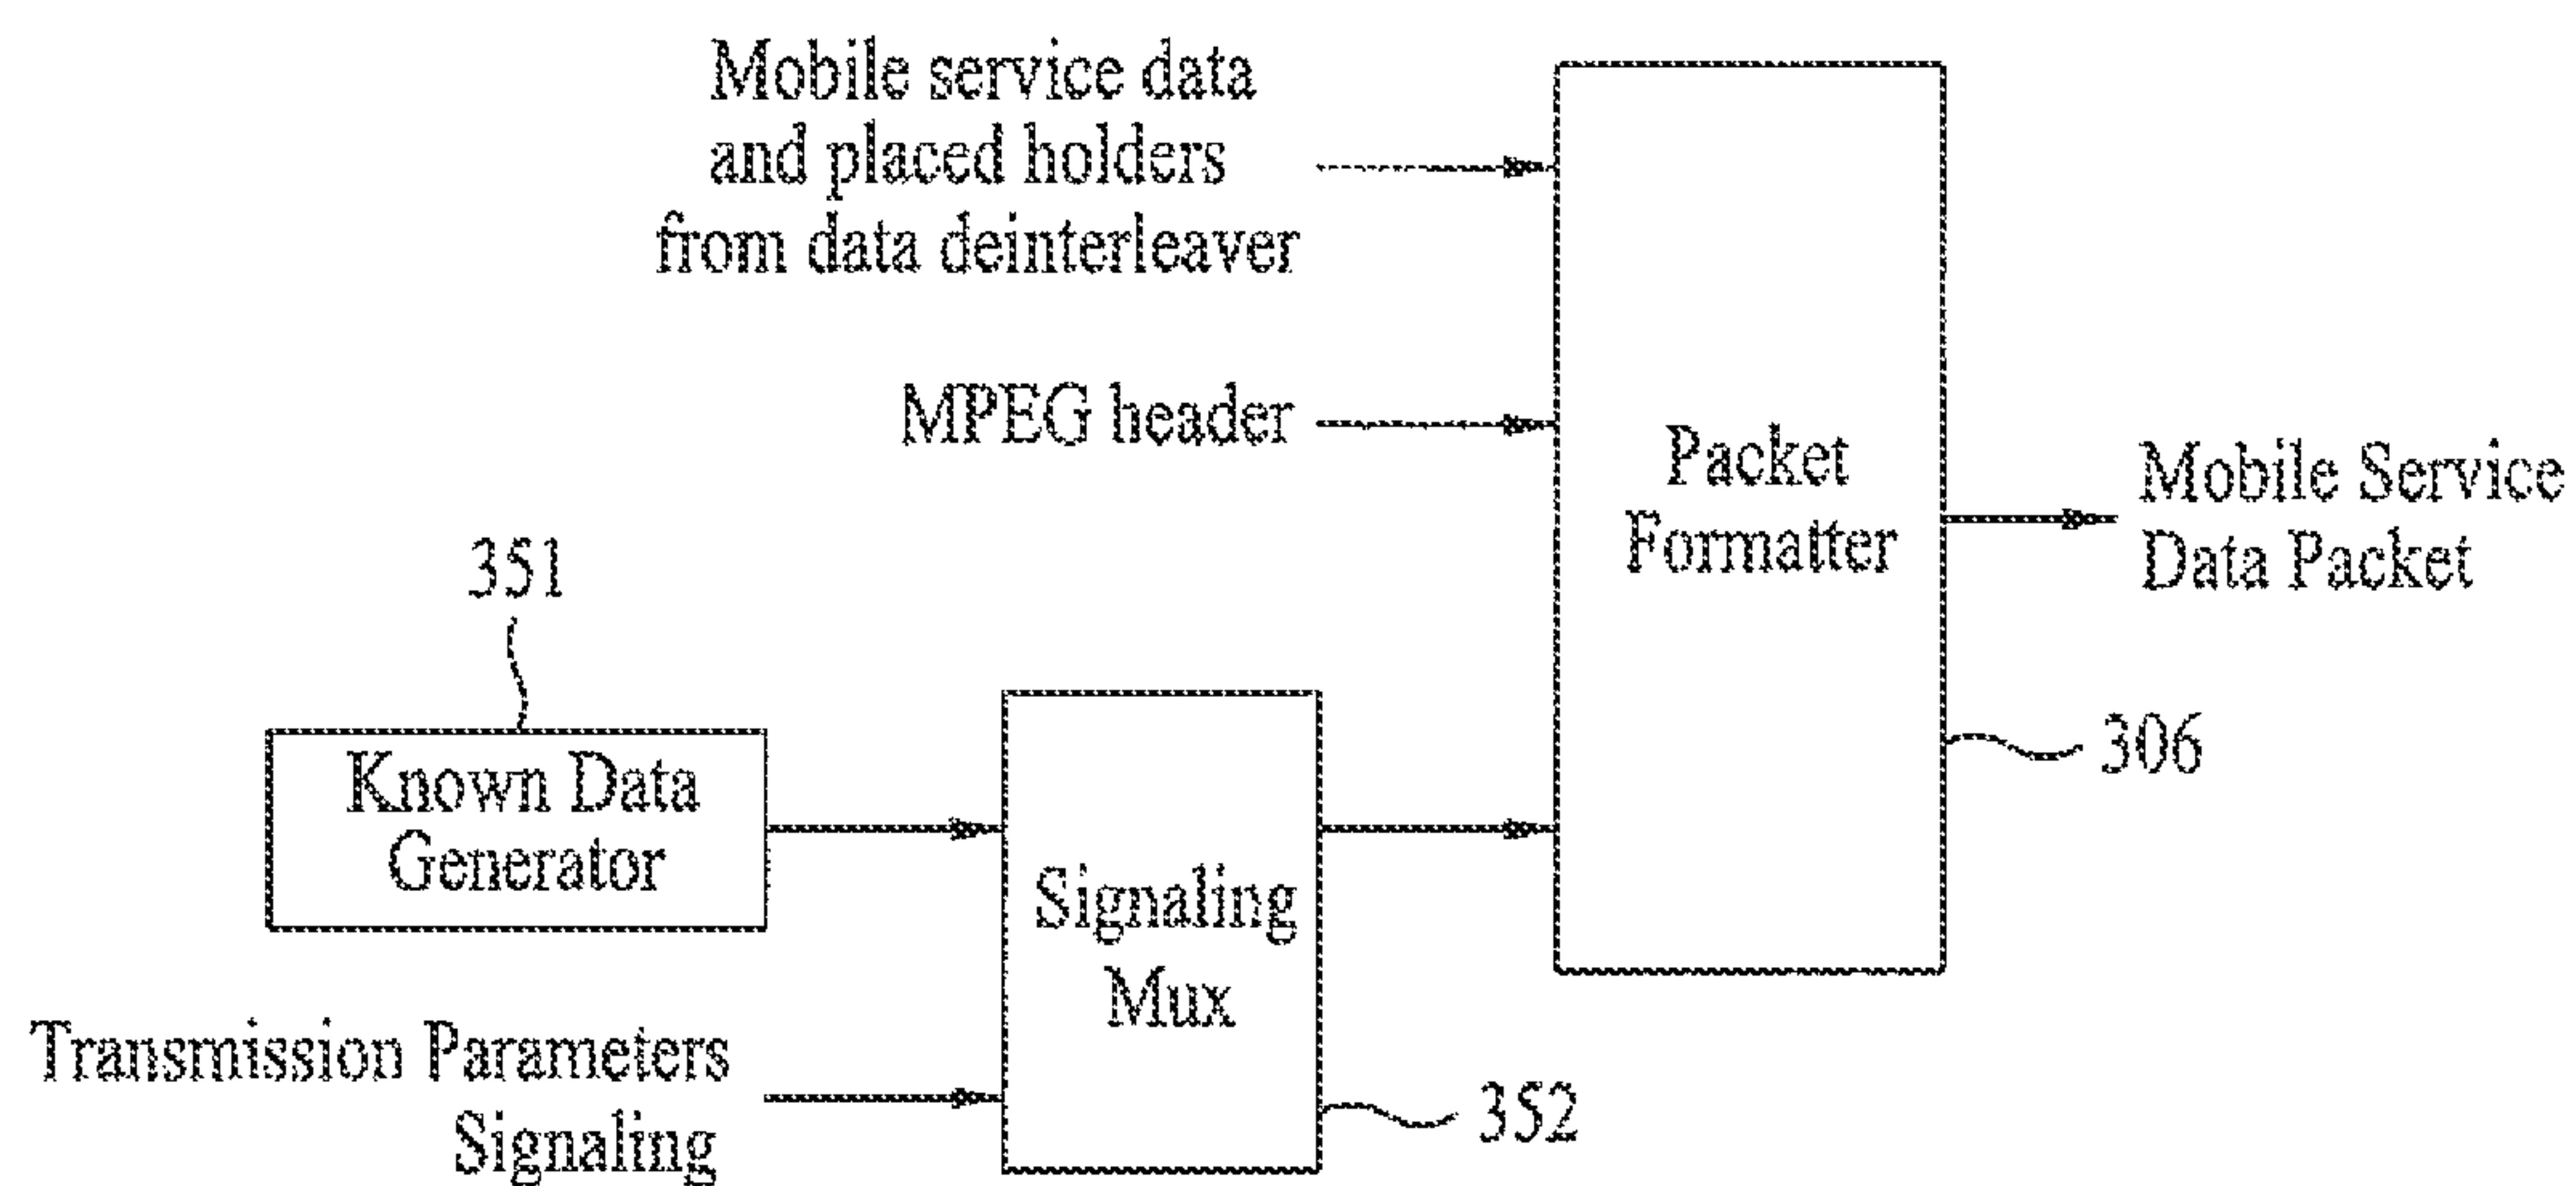 Mobile service data
and placed holders
from data deinterleaver
MPEG header
Packet
Formatter
Mobile Service
Data Packet
351
306
Known Data
Generator
Signaling
Mux
Transmission Parameters
Signaling
352